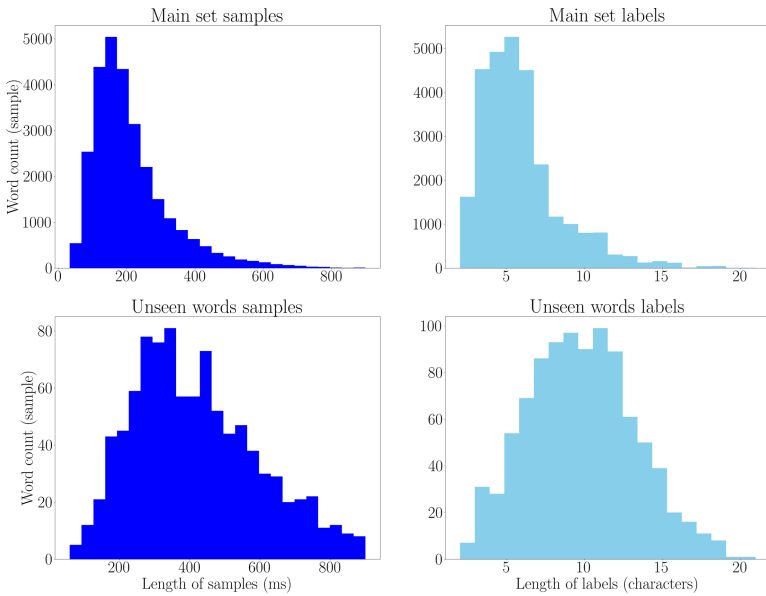 Main set samples
Main set labels
Word count (sample)
5000
4000
3000
2000
1000
0
0 200 400 600 800
5000
4000
3000
2000
1000
0
5 10 15 20
Unseen words samples
Unseen words labels
Word count (sample)
80
60
40
20
0
200 400 600 800
Length of samples (ms)
100
80
60
40
20
0
5 10 15 20
Length of labels (characters)